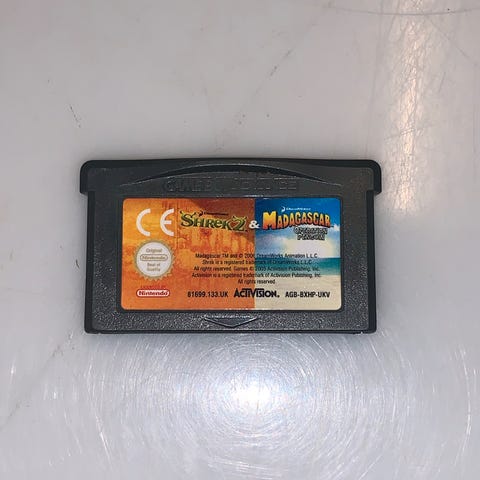 GAME BOY ADVANCE
CE
SHREK 2 & MADAGASCAR
OPERATION PENGUIN
Original
Nintendo
Seal of
Quality
LICENSED BY
Nintendo
Madagascar TM and © 2005 DreamWorks Animation L.L.C.
Shrek is a registered trademark of DreamWorks L.L.C.
All rights reserved. Games © 2005 Activision Publishing, Inc.
Activision is a registered trademark of Activision Publishing, Inc.
All rights reserved.
81699.133.UK ACTIVISION. AGB-BXHP-UKV